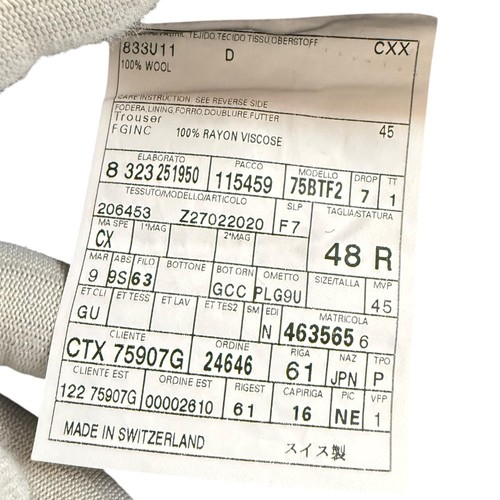 TEJIDO, TECIDO, TISSU, OBERSTOFF
833U11 D CXX
100% WOOL
CARE INSTRUCTION: SEE REVERSE SIDE
FODERA, LINING, FORRO, DOUBLURE, FUTTER
Trouser 45
FGINC 100% RAYON VISCOSE
ELABORATO PACCO MODELLO DROP TT
8 323 251950 115459 75BTF2 7 1
TESSUTO/MODELLO/ARTICOLO SLP TAGLIA/STATURA
206453 Z27022020 F7 48 R
MA SPE 1*MAG 2*MAG
CX
MAR ABS FILO BOTTONE BOT ORN OMETTO SIZE/TALLA MVP
9 9S 63 GCC PLG9U 45
ET CLI ET TESS ET LAV ET TES2 SM EDI MATRICOLA
GU N 463565 6
CLIENTE ORDINE RIGA NAZ TPO
CTX 75907G 24646 61 JPN P
CLIENTE EST ORDINE EST RIGEST CAPIRIGA PIC VFP
122 75907G 00002610 61 16 NE 1
MADE IN SWITZERLAND スイス製